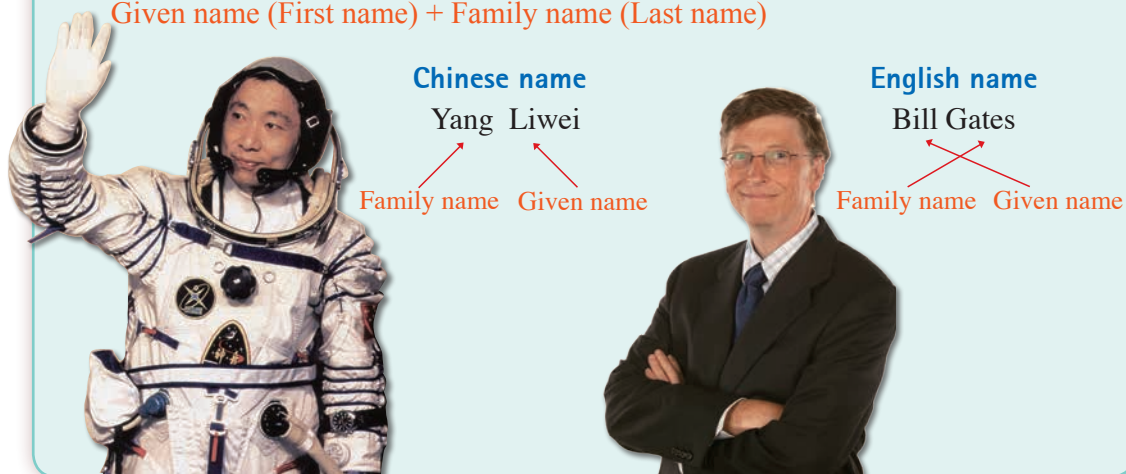 Given name (First name) + Family name (Last name)
Chinese name
Yang Liwei
Family name Given name
English name
Bill Gates
Family name Given name